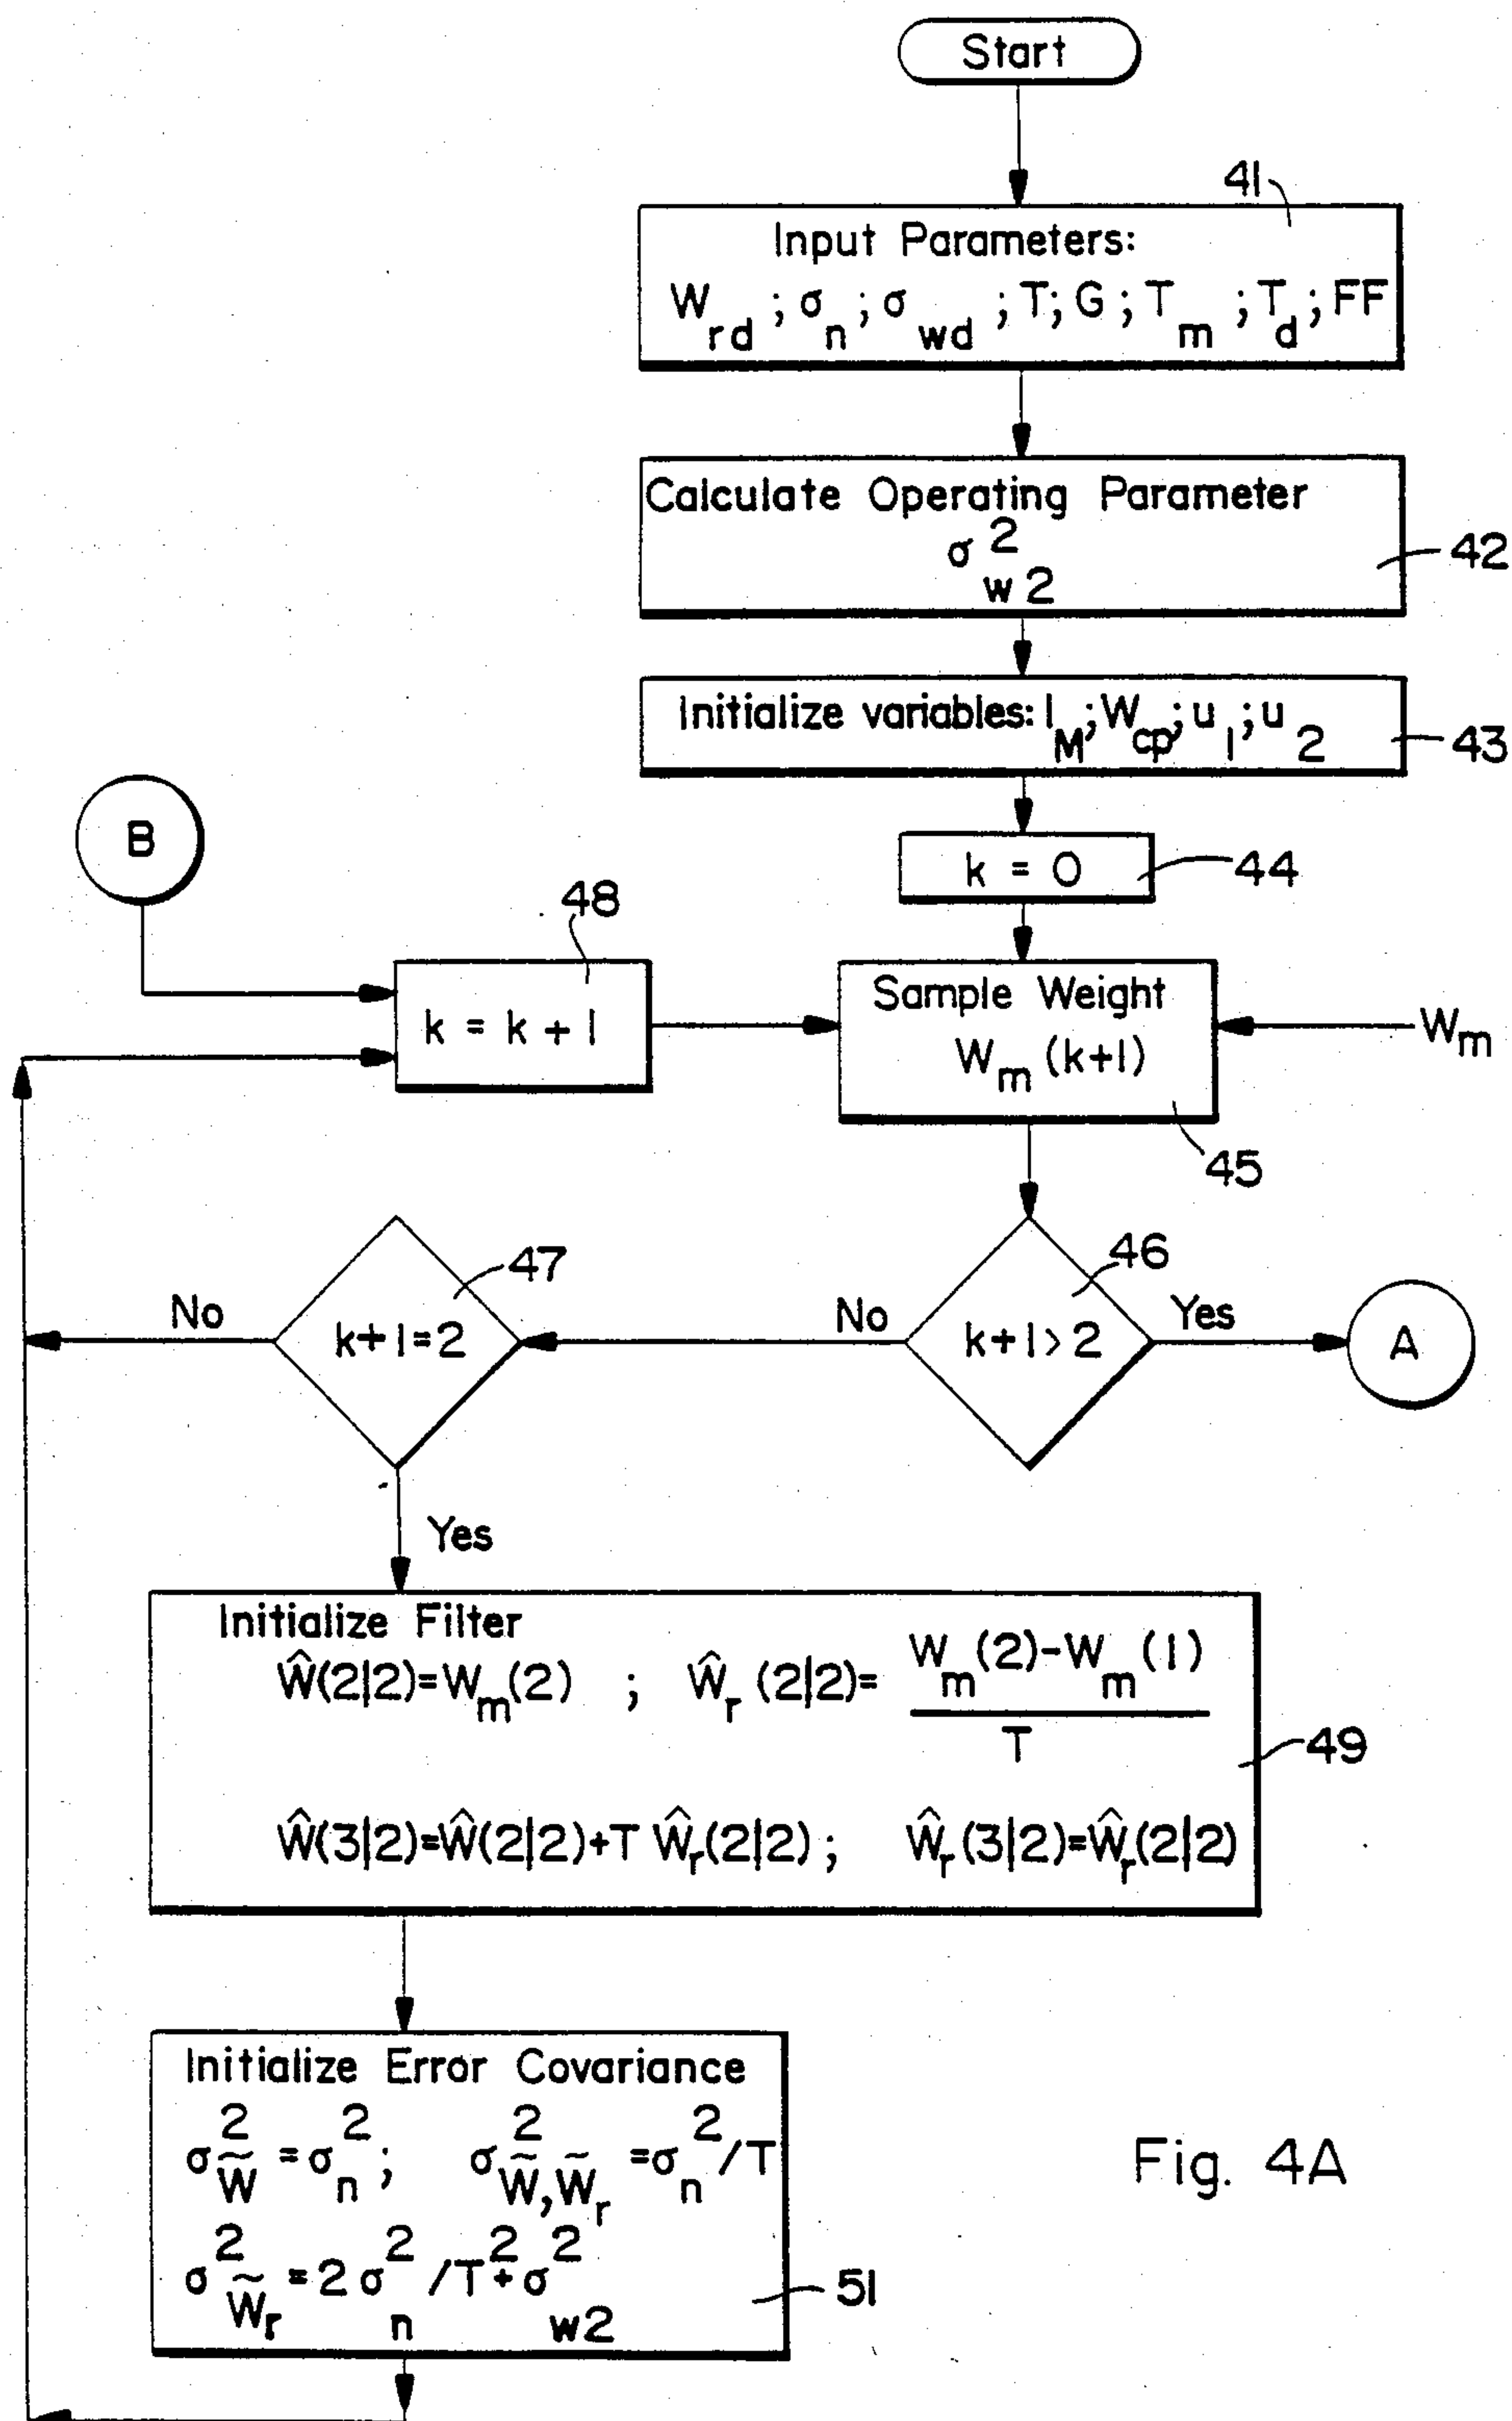 Start
41
Input Parameters:
W_rd ; σ_n ; σ_wd ; T; G ; T_m ; T_d ; FF
Calculate Operating Parameter
σ²_w2
42
Initialize variables: I_M; W_cp; u_1; u_2
43
B
k = 0
44
48
k = k + 1
Sample Weight
W_m (k+1)
W_m
45
47
46
No
k+1=2
No
k+1>2
Yes
A
Yes
Initialize Filter
Ŵ(2|2)=W_m(2) ; Ŵ_r (2|2)= W_m(2)-W_m(1)
T
49
Ŵ(3|2)=Ŵ(2|2)+T Ŵ_r(2|2) ; Ŵ_r(3|2)=Ŵ_r(2|2)
Initialize Error Covariance
σ²_W̃ = σ²_n ; σ²_W̃,W̃_r = σ²_n /T
σ²_W̃_r = 2 σ²_n /T² + σ²_w2
51
Fig. 4A